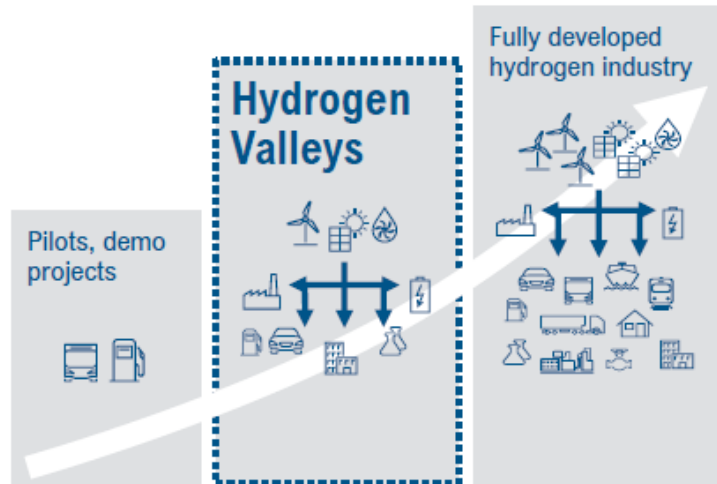 Pilots, demo
projects
Hydrogen
Valleys
Fully developed
hydrogen industry